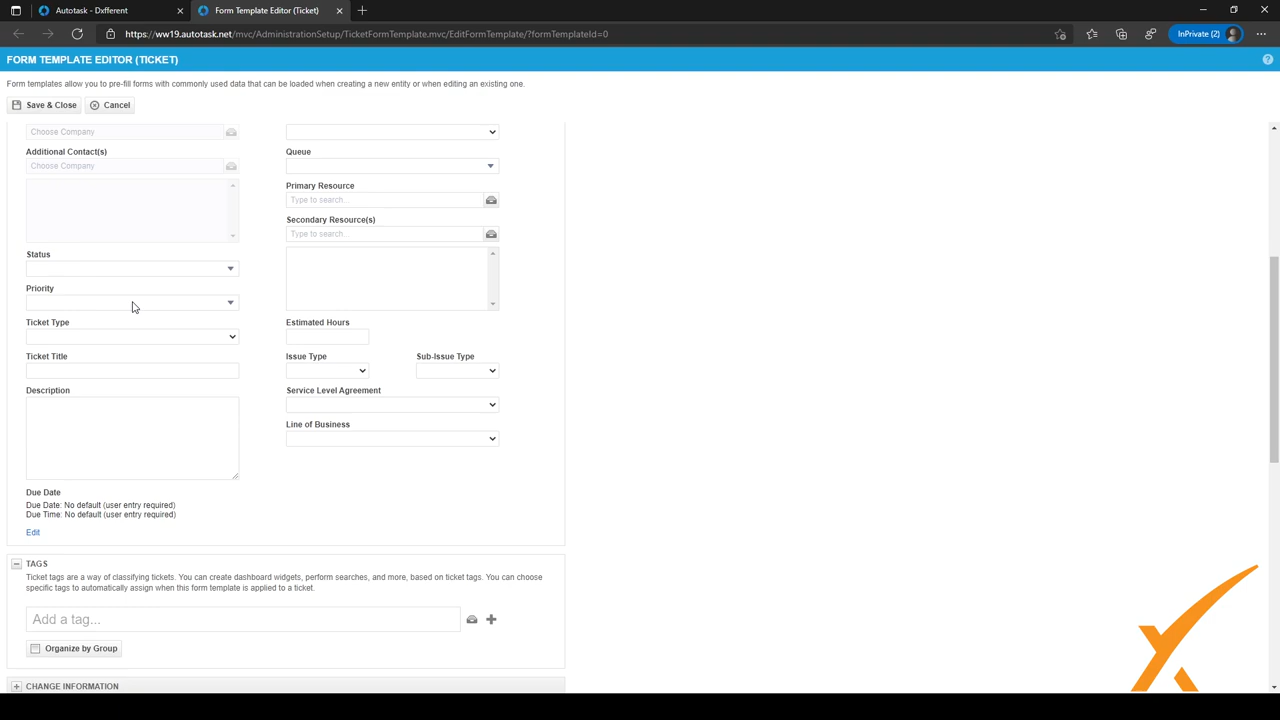 Autotask - Dxfferent
Form Template Editor (Ticket)
https://ww19.autotask.net/mvc/AdministrationSetup/TicketFormTemplate.mvc/EditFormTemplate/?formTemplateId=0
InPrivate (2)
FORM TEMPLATE EDITOR (TICKET)
Form templates allow you to pre-fill forms with commonly used data that can be loaded when creating a new entity or when editing an existing one.
Save & Close
Cancel
Choose Company
Additional Contact(s)
Choose Company
Status
Priority
Ticket Type
Ticket Title
Description
Due Date
Due Date: No default (user entry required)
Due Time: No default (user entry required)
Edit
Queue
Primary Resource
Type to search...
Secondary Resource(s)
Type to search...
Estimated Hours
Issue Type
Sub-Issue Type
Service Level Agreement
Line of Business
TAGS
Ticket tags are a way of classifying tickets. You can create dashboard widgets, perform searches, and more, based on ticket tags. You can choose
specific tags to automatically assign when this form template is applied to a ticket.
Add a tag...
Organize by Group
CHANGE INFORMATION